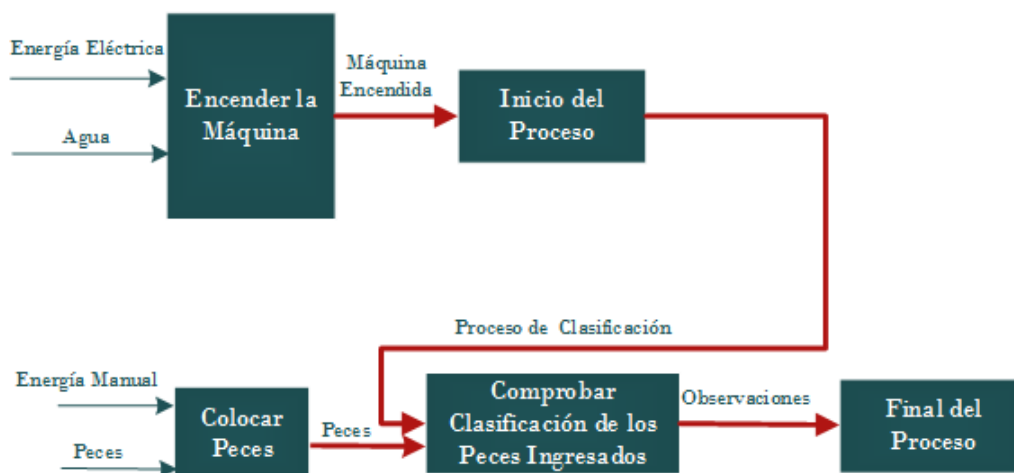 Energía Eléctrica
Agua
Encender la
Máquina
Máquina
Encendida
Inicio del
Proceso
Proceso de Clasificación
Energía Manual
Peces
Colocar
Peces
Peces
Comprobar
Clasificación de los
Peces Ingresados
Observaciones
Final del
Proceso